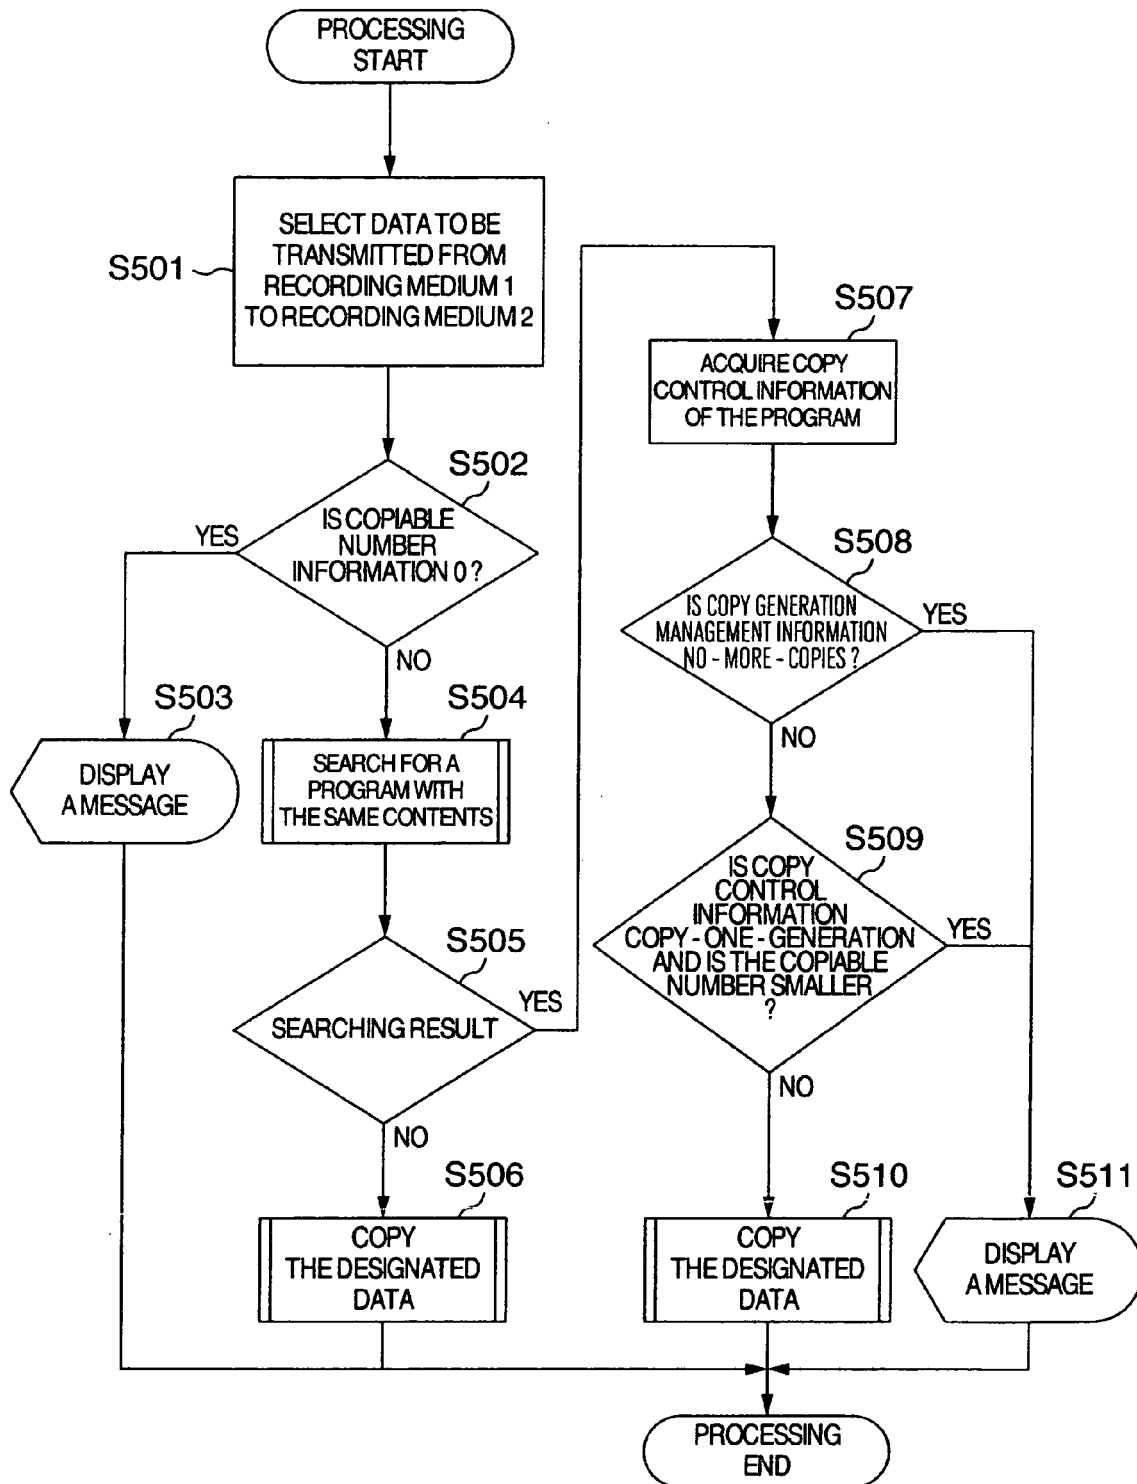 PROCESSING
START
S501
SELECT DATA TO BE
TRANSMITTED FROM
RECORDING MEDIUM 1
TO RECORDING MEDIUM 2
S502
IS COPIABLE
NUMBER
INFORMATION 0 ?
YES
NO
S503
DISPLAY
A MESSAGE
S504
SEARCH FOR A
PROGRAM WITH
THE SAME CONTENTS
S505
SEARCHING RESULT
YES
NO
S506
COPY
THE DESIGNATED
DATA
S507
ACQUIRE COPY
CONTROL INFORMATION
OF THE PROGRAM
S508
IS COPY GENERATION
MANAGEMENT INFORMATION
NO - MORE - COPIES ?
YES
NO
S509
IS COPY
CONTROL
INFORMATION
COPY - ONE - GENERATION
AND IS THE COPIABLE
NUMBER SMALLER
?
YES
NO
S510
COPY
THE DESIGNATED
DATA
S511
DISPLAY
A MESSAGE
PROCESSING
END